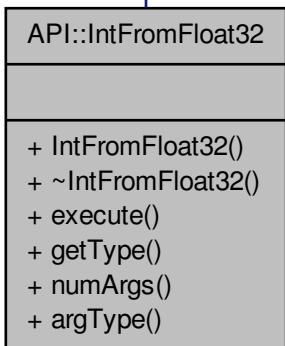 API::IntFromFloat32
+ IntFromFloat32()
+ ~IntFromFloat32()
+ execute()
+ getType()
+ numArgs()
+ argType()